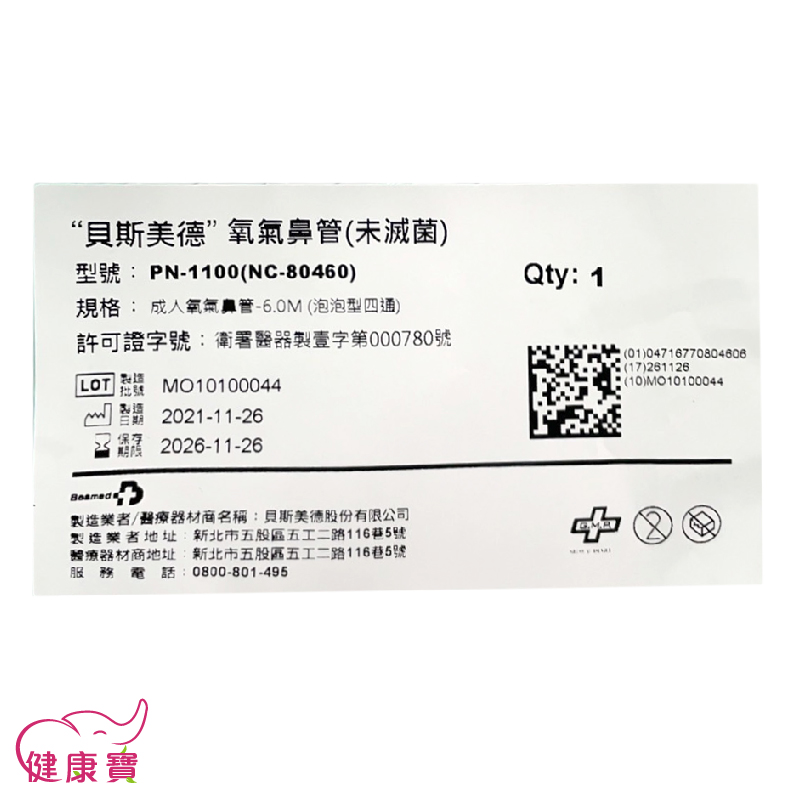 “貝斯美德” 氧氣鼻管(未滅菌)
型號： PN-1100(NC-80460)
Qty: 1
規格： 成人氧氣鼻管-6.0M (泡泡型四通)
許可證字號：衛署醫器製壹字第000780號
LOT 製造批號 MO10100044
製造日期 2021-11-26
保存期限 2026-11-26
(01)04716770804606
(17)261126
(10)MO10100044
Beamed
製造業者/醫療器材商名稱：貝斯美德股份有限公司
製造業者地址：新北市五股區五工二路116巷5號
醫療器材商地址：新北市五股區五工二路116巷5號
服務電話：0800-801-495
G.M.P
2
健康寶